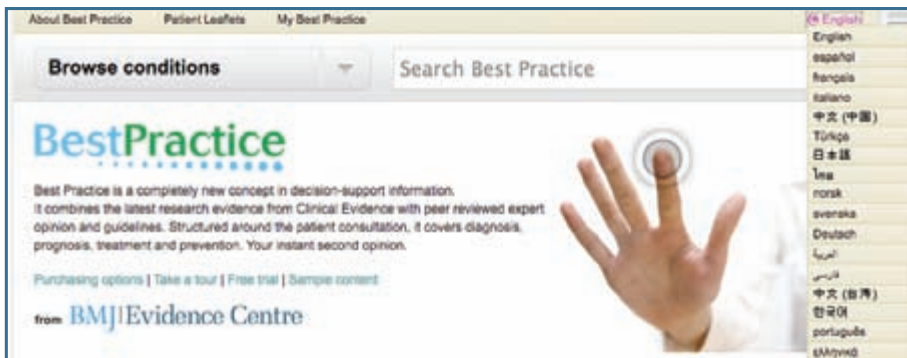 About Best Practice Patient Leaflets My Best Practice
English
Browse conditions
Search Best Practice
BestPractice
Best Practice is a completely new concept in decision-support information.
It combines the latest research evidence from Clinical Evidence with peer reviewed expert
opinion and guidelines. Structured around the patient consultation, it covers diagnosis,
prognosis, treatment and prevention. Your instant second opinion.
Purchasing options | Take a tour | Free trial | Sample content
from BMJ|Evidence Centre
English
español
français
italiano
中文 (中国)
Türkçe
日本語
ไทย
norsk
svenska
Deutsch
العربية
فارسی
中文 (台灣)
한국어
português
ελληνικά